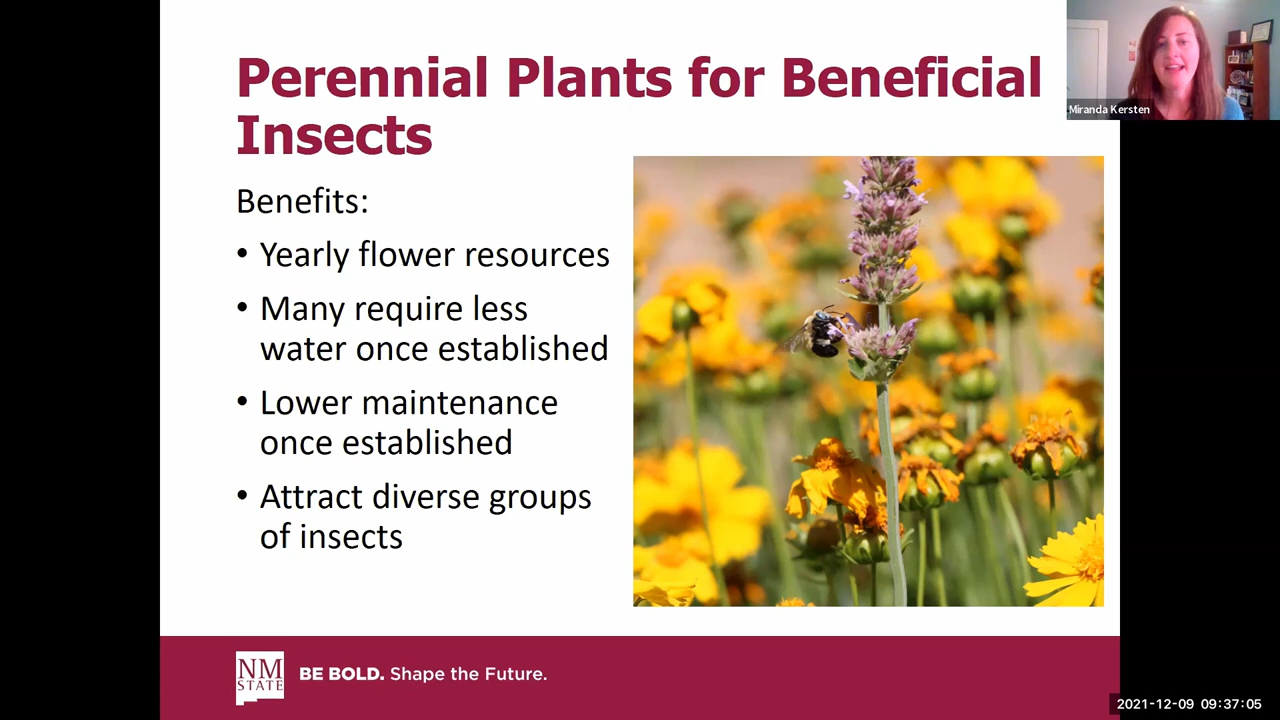 Perennial Plants for Beneficial
Insects
Benefits:
• Yearly flower resources
• Many require less
water once established
• Lower maintenance
once established
• Attract diverse groups
of insects
Miranda Kersten
NM
STATE
BE BOLD. Shape the Future.
2021-12-09 09:37:05